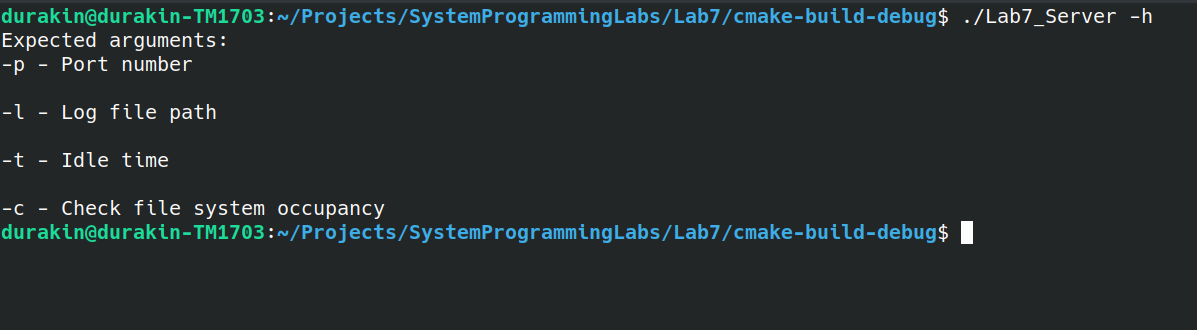 durakin@durakin-TM1703:~/Projects/SystemProgrammingLabs/Lab7/cmake-build-debug$ ./Lab7_Server -h
Expected arguments:
-p - Port number
-l - Log file path
-t - Idle time
-c - Check file system occupancy
durakin@durakin-TM1703:~/Projects/SystemProgrammingLabs/Lab7/cmake-build-debug$